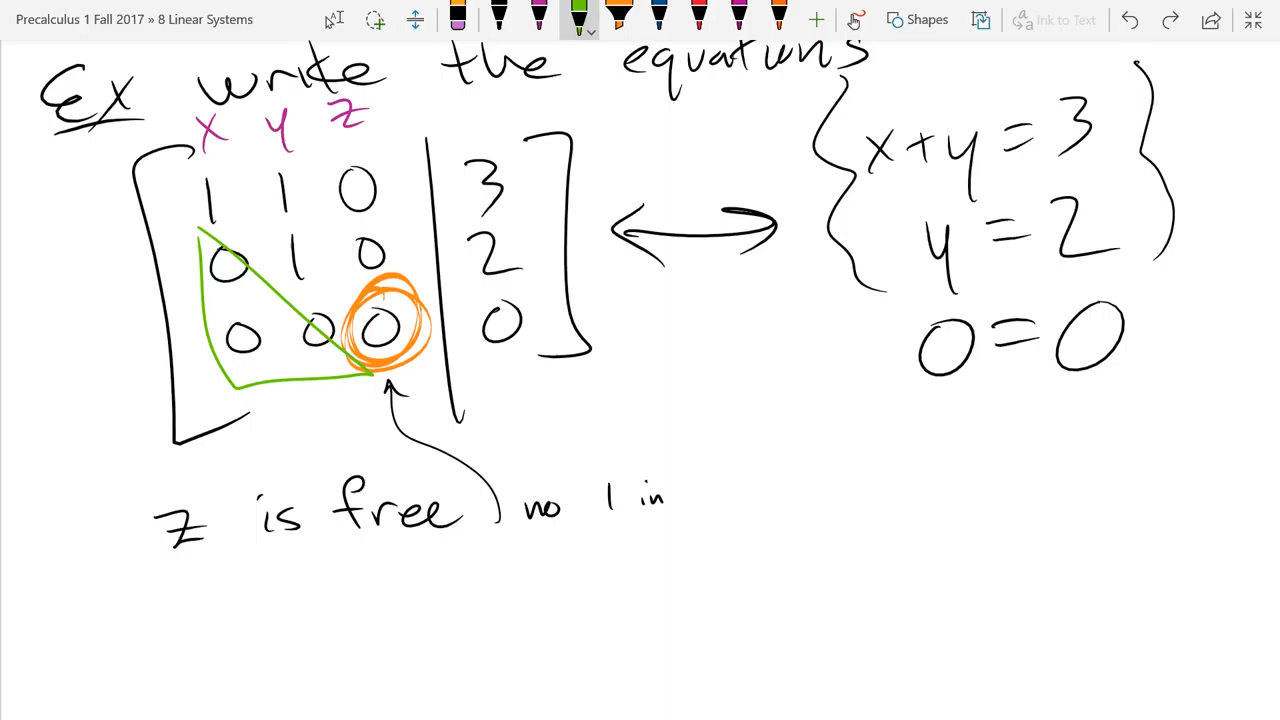 Precalculus 1 Fall 2017 » 8 Linear Systems
Shapes
Ink to Text
Ex write the equations
x y z
1 1 0 | 3
0 1 0 | 2
0 0 0 | 0
x+y=3
y=2
0=0
z is free no 1 in